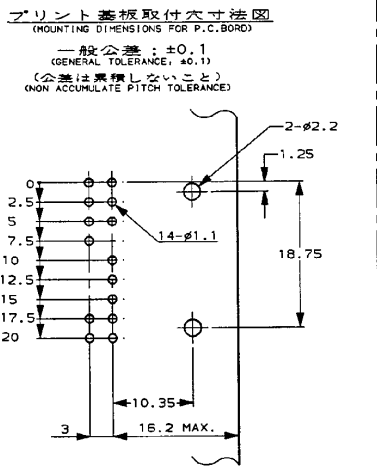 プリント基板取付穴寸法図
(MOUNTING DIMENSIONS FOR P.C.BORD)
一般公差 : ±0.1
(GENERAL TOLERANCE; ±0.1)
(公差は累積しないこと)
(NON ACCUMULATE PITCH TOLERANCE)
2-ø2.2
1.25
0
2.5
5
7.5
10
12.5
15
17.5
20
14-ø1.1
18.75
10.35
3
16.2 MAX.